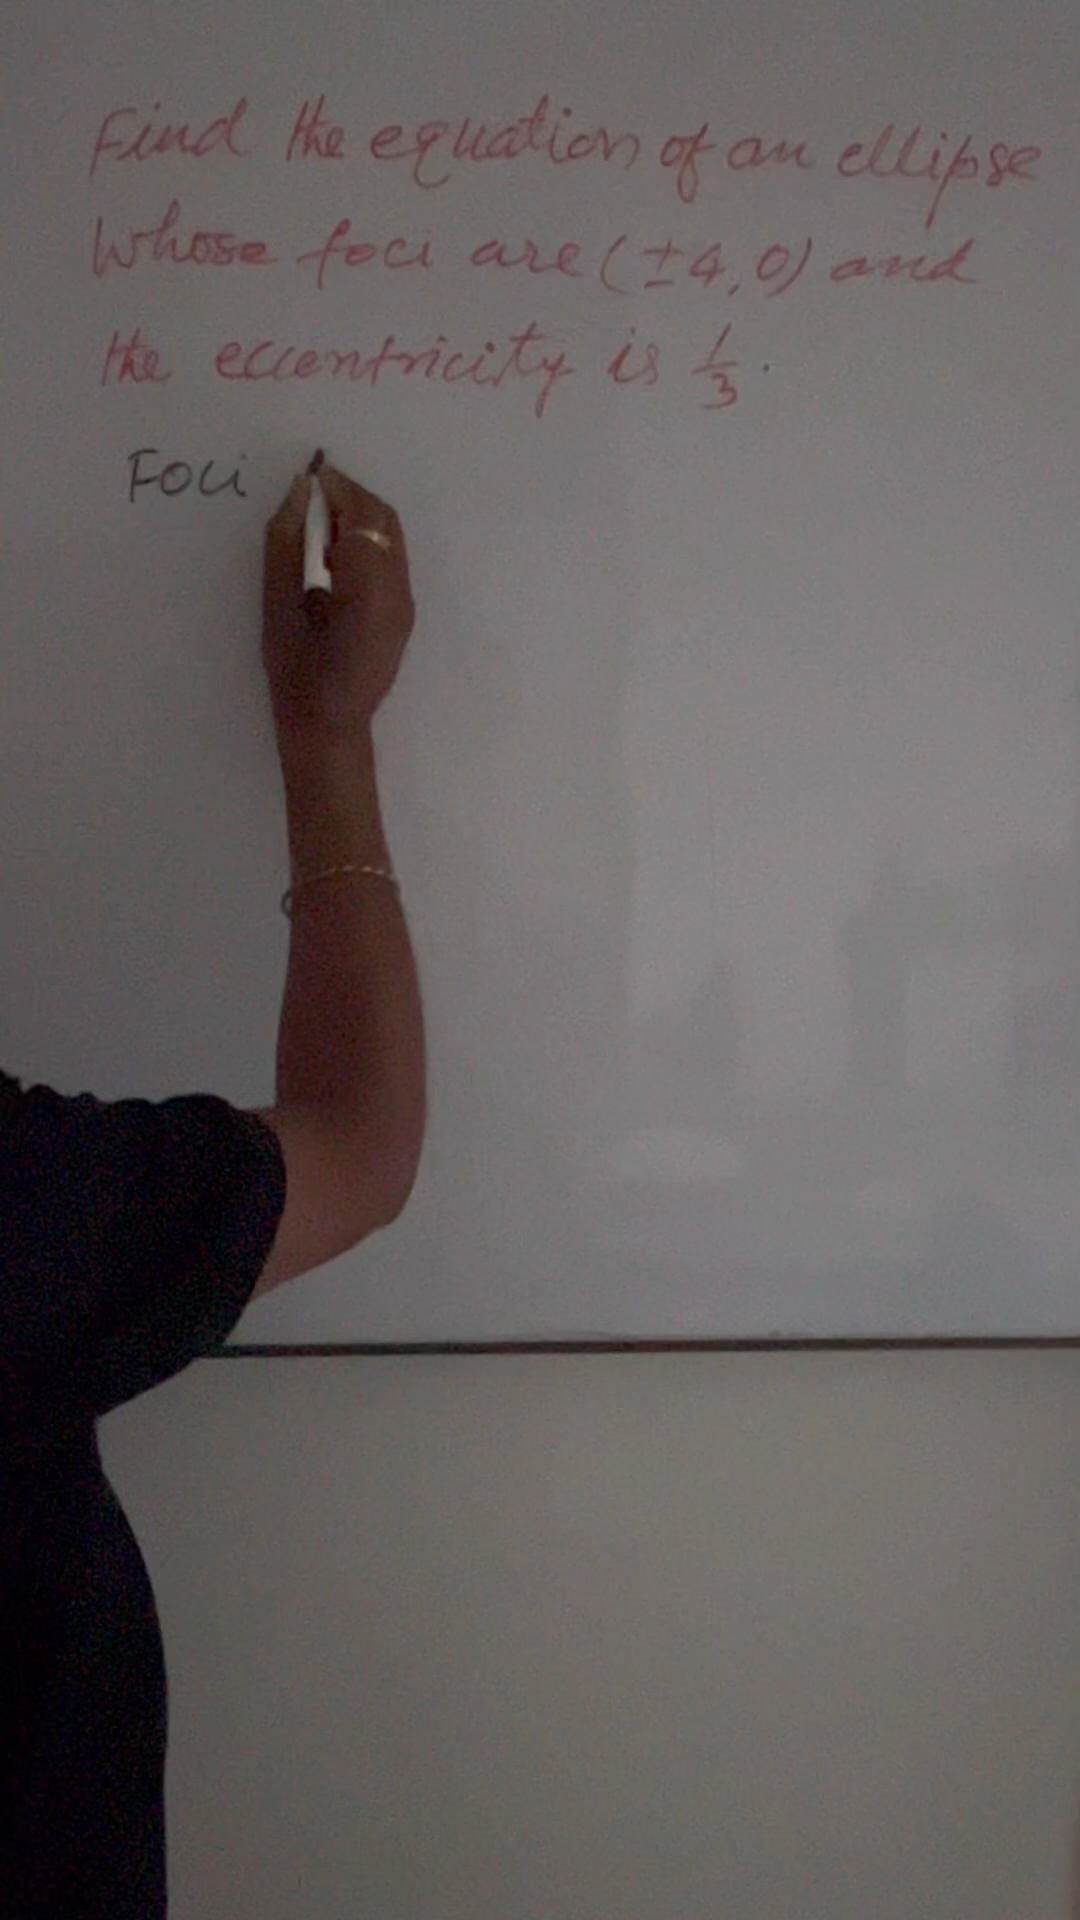 Find the equation of an ellipse
Whose foci are (±4,0) and
the eccentricity is 1/3.
Foci